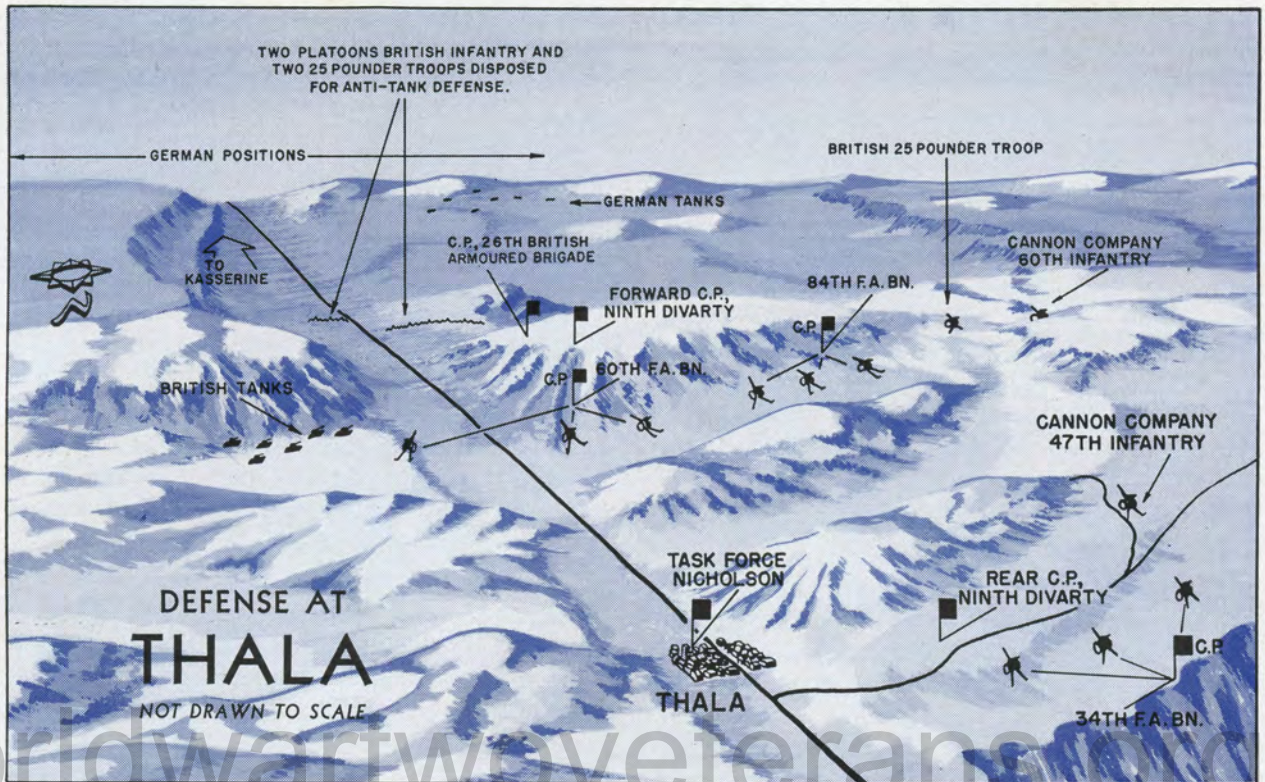 TWO PLATOONS BRITISH INFANTRY AND
TWO 25 POUNDER TROOPS DISPOSED
FOR ANTI-TANK DEFENSE.
GERMAN POSITIONS
BRITISH 25 POUNDER TROOP
GERMAN TANKS
C.P., 26TH BRITISH
ARMOURED BRIGADE
CANNON COMPANY
60TH INFANTRY
TO
KASSERINE
FORWARD C.P.,
NINTH DIVARTY
84TH F.A. BN.
C.P.
C.P.
60TH F.A. BN.
BRITISH TANKS
CANNON COMPANY
47TH INFANTRY
TASK FORCE
NICHOLSON
REAR C.P.,
NINTH DIVARTY
DEFENSE AT
THALA
NOT DRAWN TO SCALE
C.P.
THALA
34TH F.A. BN.
orldwartwoveterans.org